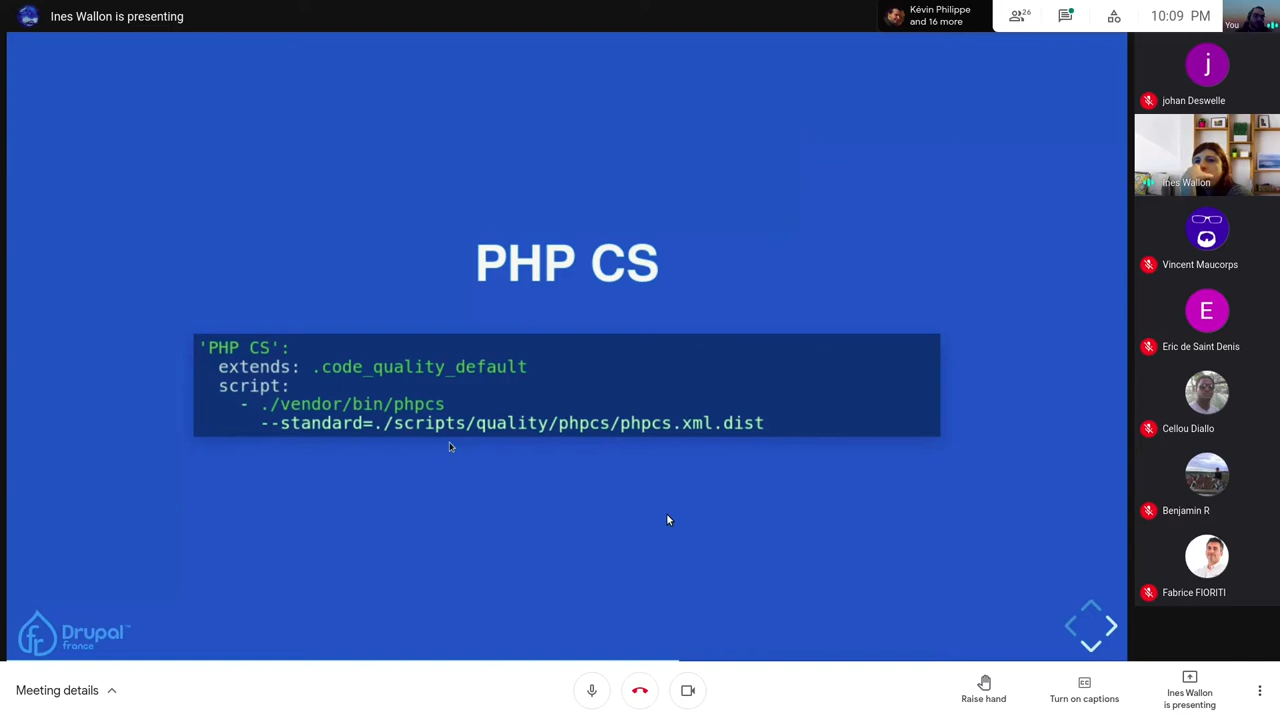 Ines Wallon is presenting
Kévin Philippe
and 16 more
26
10:09 PM
You
PHP CS
'PHP CS':
extends: .code_quality_default
script:
- ./vendor/bin/phpcs
--standard=./scripts/quality/phpcs/phpcs.xml.dist
fr
Drupal™
france
j
johan Deswelle
Ines Wallon
Vincent Maucorps
E
Eric de Saint Denis
Cellou Diallo
Benjamin R
Fabrice FIORITI
Meeting details
Raise hand
CC
Turn on captions
Ines Wallon
is presenting